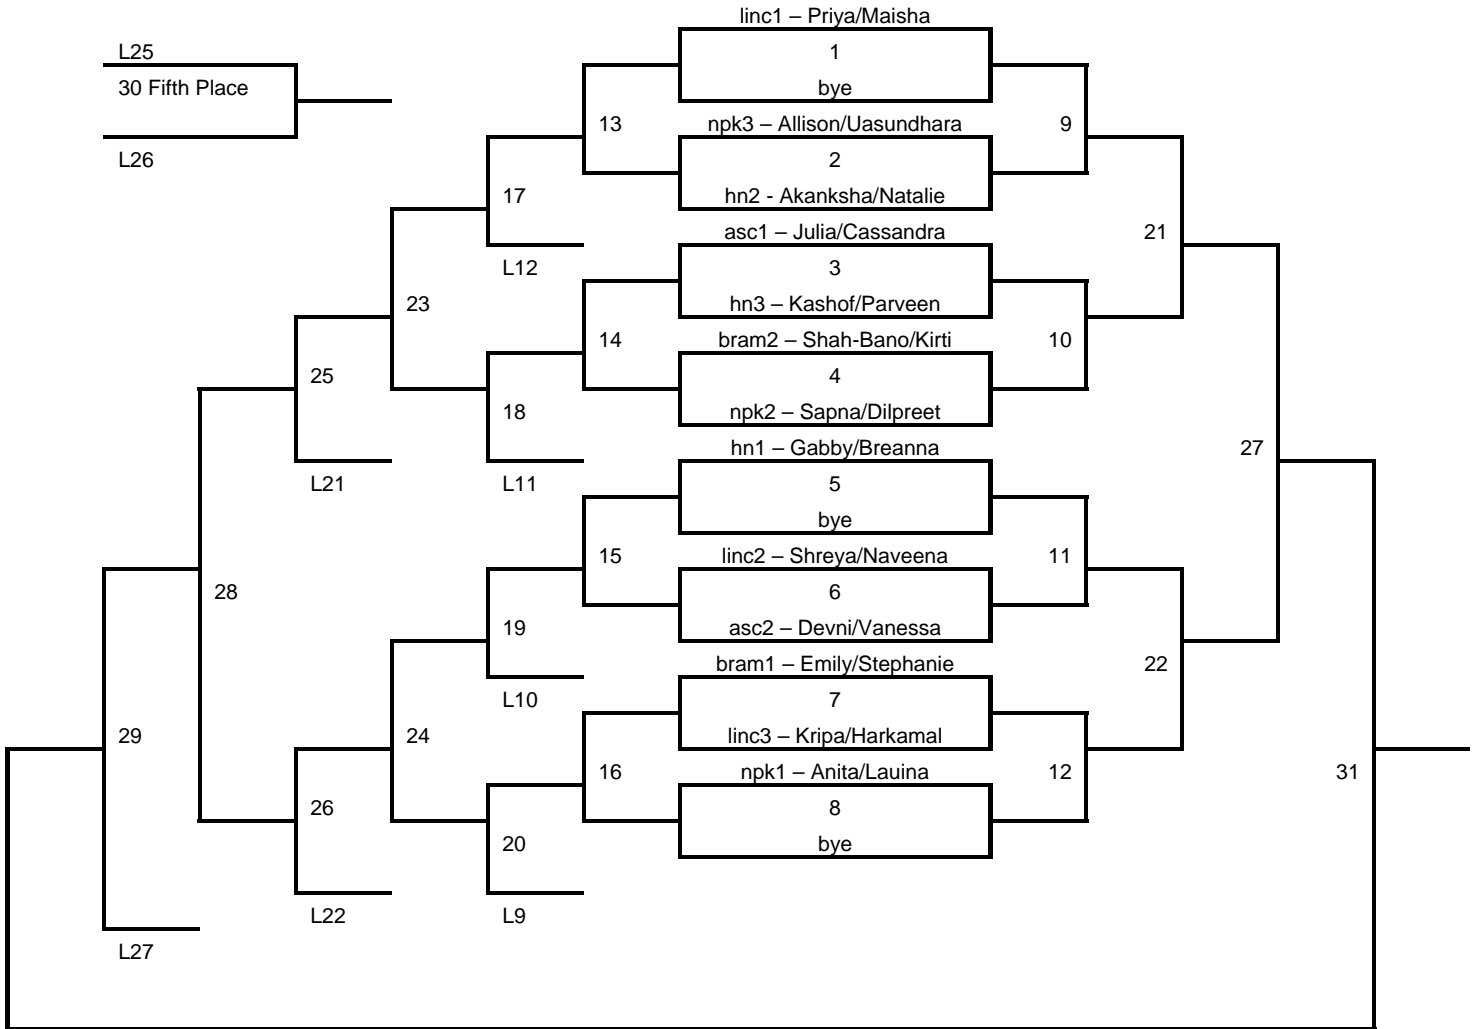 linc1 – Priya/Maisha
L25
1
30 Fifth Place
bye
13
npk3 – Allison/Uasundhara
9
L26
2
17
hn2 - Akanksha/Natalie
asc1 – Julia/Cassandra
21
L12
3
23
hn3 – Kashof/Parveen
14
bram2 – Shah-Bano/Kirti
10
25
4
18
npk2 – Sapna/Dilpreet
hn1 – Gabby/Breanna
27
L21
L11
5
bye
15
linc2 – Shreya/Naveena
11
28
6
19
asc2 – Devni/Vanessa
bram1 – Emily/Stephanie
22
L10
7
29
24
linc3 – Kripa/Harkamal
16
npk1 – Anita/Lauina
12
31
26
8
20
bye
L22
L9
L27